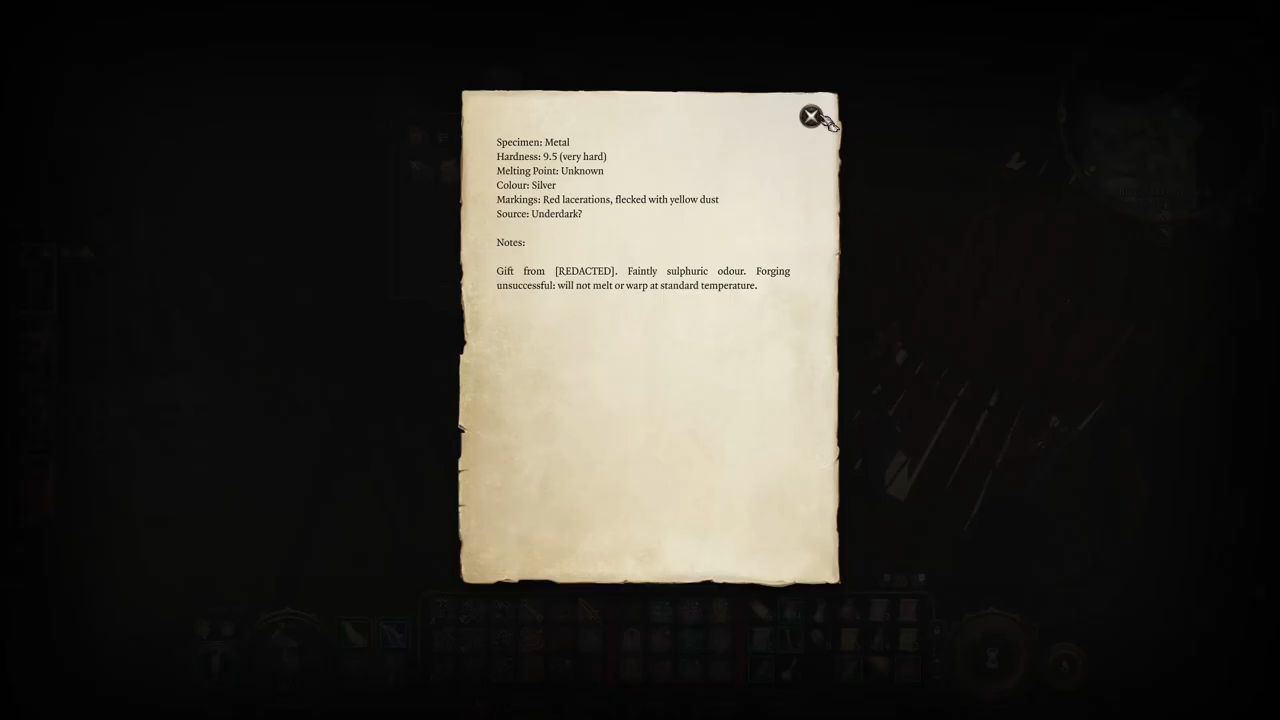 Specimen: Metal
Hardness: 9.5 (very hard)
Melting Point: Unknown
Colour: Silver
Markings: Red lacerations, flecked with yellow dust
Source: Underdark?
Notes:
Gift from [REDACTED]. Faintly sulphuric odour. Forging
unsuccessful: will not melt or warp at standard temperature.